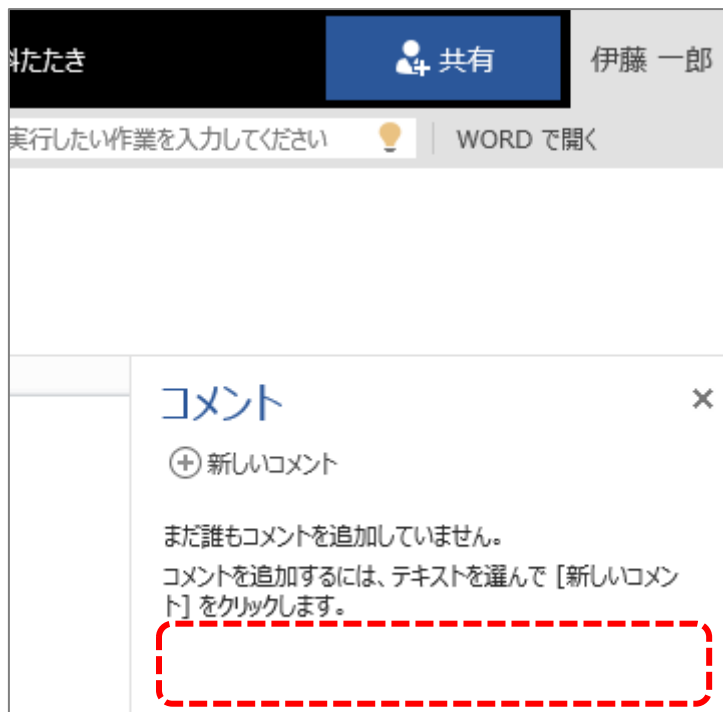 たたき
共有
伊藤 一郎
実行したい作業を入力してください
WORD で開く
コメント
新しいコメント
まだ誰もコメントを追加していません。
コメントを追加するには、テキストを選んで [新しいコメン
ト] をクリックします。